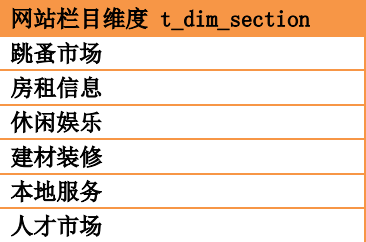 网站栏目维度 t_dim_section
跳蚤市场
房租信息
休闲娱乐
建材装修
本地服务
人才市场